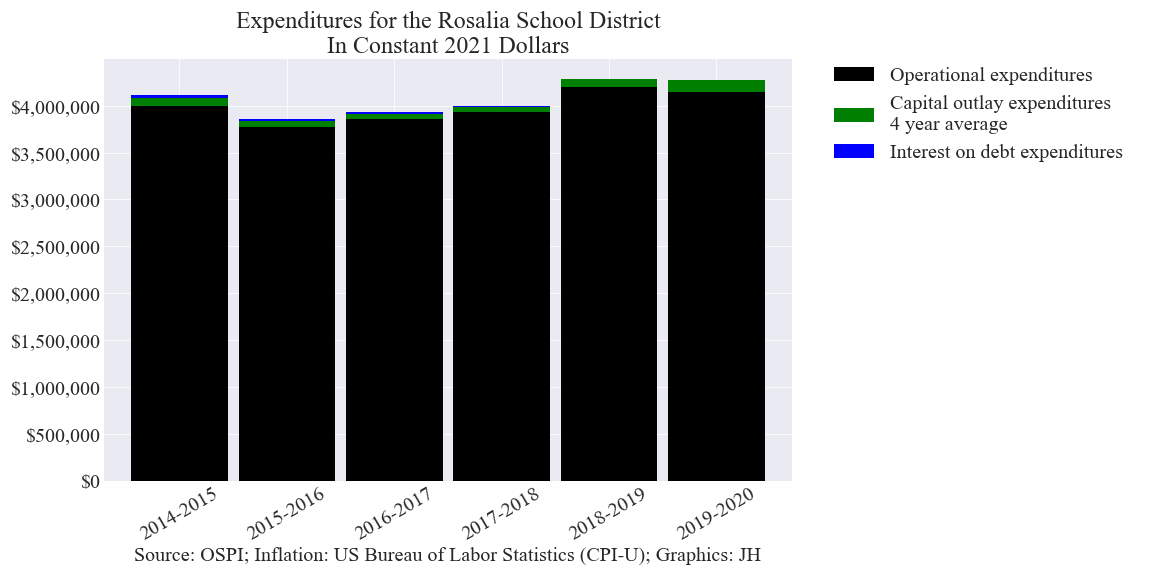 Expenditures for the Rosalia School District
In Constant 2021 Dollars
Operational expenditures
Capital outlay expenditures
4 year average
Interest on debt expenditures
$4,000,000
$3,500,000
$3,000,000
$2,500,000
$2,000,000
$1,500,000
$1,000,000
$500,000
$0
2014-2015
2015-2016
2016-2017
2017-2018
2018-2019
2019-2020
Source: OSPI; Inflation: US Bureau of Labor Statistics (CPI-U); Graphics: JH